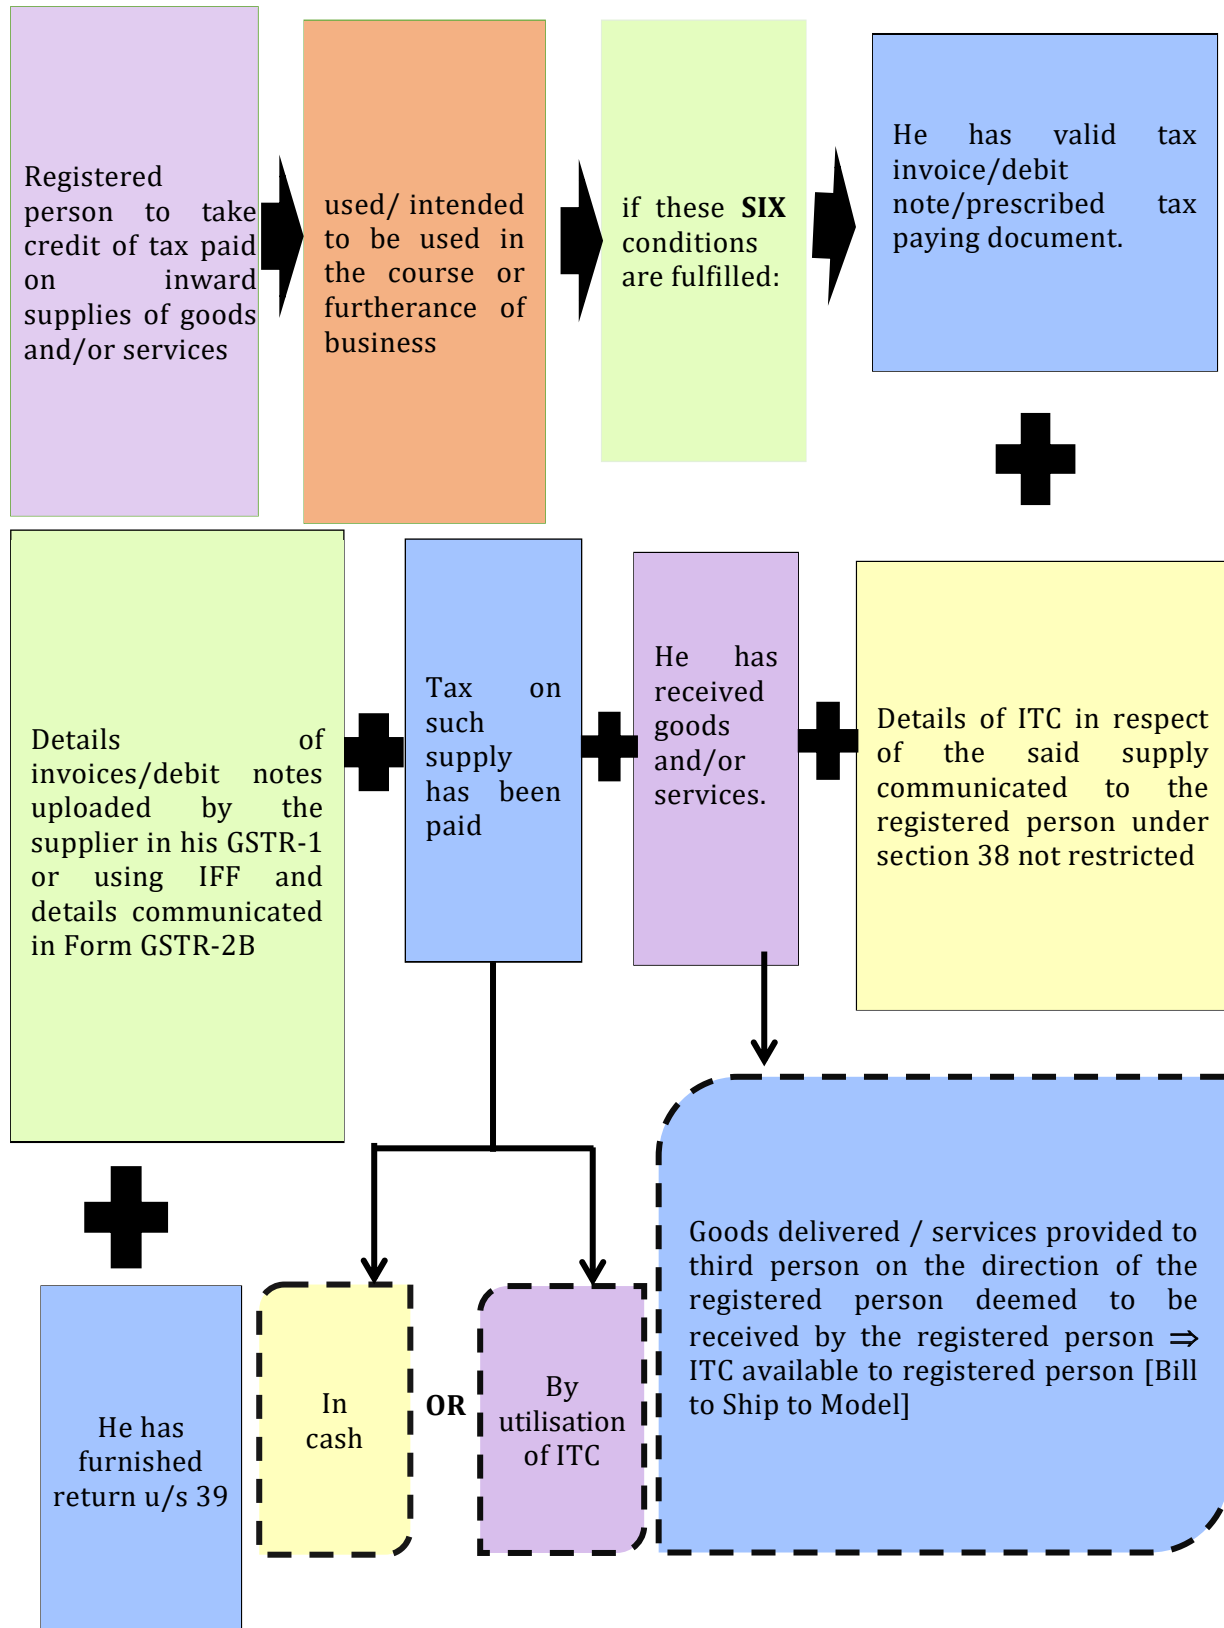 Registered
person to take
credit of tax paid
on inward
supplies of goods
and/or services
used/ intended
to be used in
the course or
furtherance of
business
if these SIX
conditions
are fulfilled:
He has valid tax
invoice/debit
note/prescribed tax
paying document.
Details of ITC in respect
of the said supply
communicated to the
registered person under
section 38 not restricted
He has
received
goods
and/or
services.
Tax on
such
supply
has been
paid
Details of
invoices/debit notes
uploaded by the
supplier in his GSTR-1
or using IFF and
details communicated
in Form GSTR-2B
He has
furnished
return u/s 39
In
cash
OR
By
utilisation
of ITC
Goods delivered / services provided to
third person on the direction of the
registered person deemed to be
received by the registered person ⇒
ITC available to registered person [Bill
to Ship to Model]